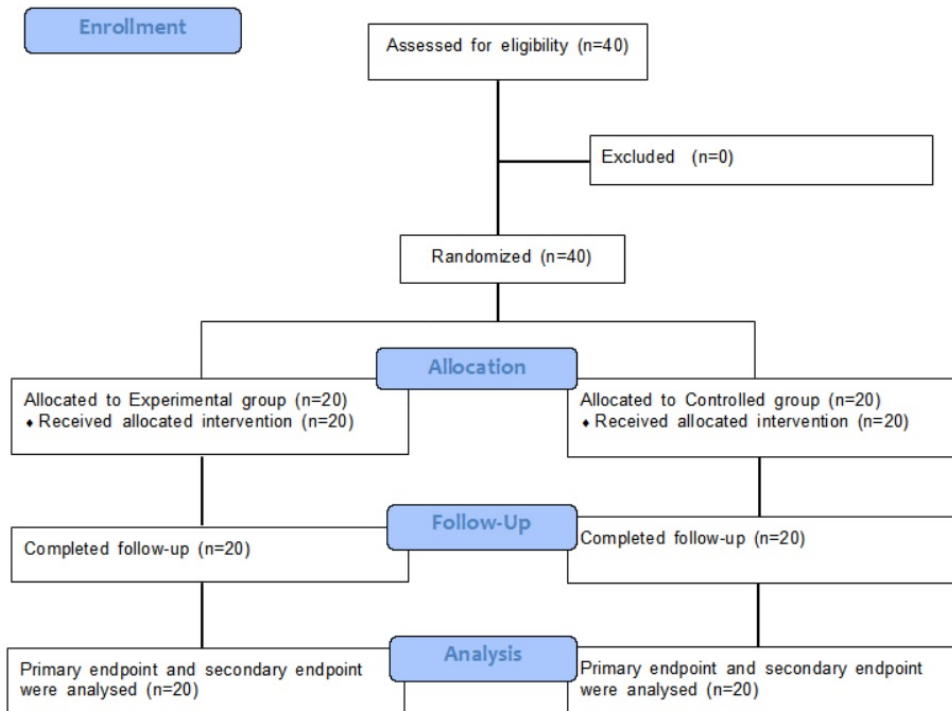 Enrollment
Assessed for eligibility (n=40)
Excluded (n=0)
Randomized (n=40)
Allocation
Allocated to Experimental group (n=20)
♦ Received allocated intervention (n=20)
Allocated to Controlled group (n=20)
♦ Received allocated intervention (n=20)
Follow-Up
Completed follow-up (n=20)
Completed follow-up (n=20)
Analysis
Primary endpoint and secondary endpoint
were analysed (n=20)
Primary endpoint and secondary endpoint
were analysed (n=20)